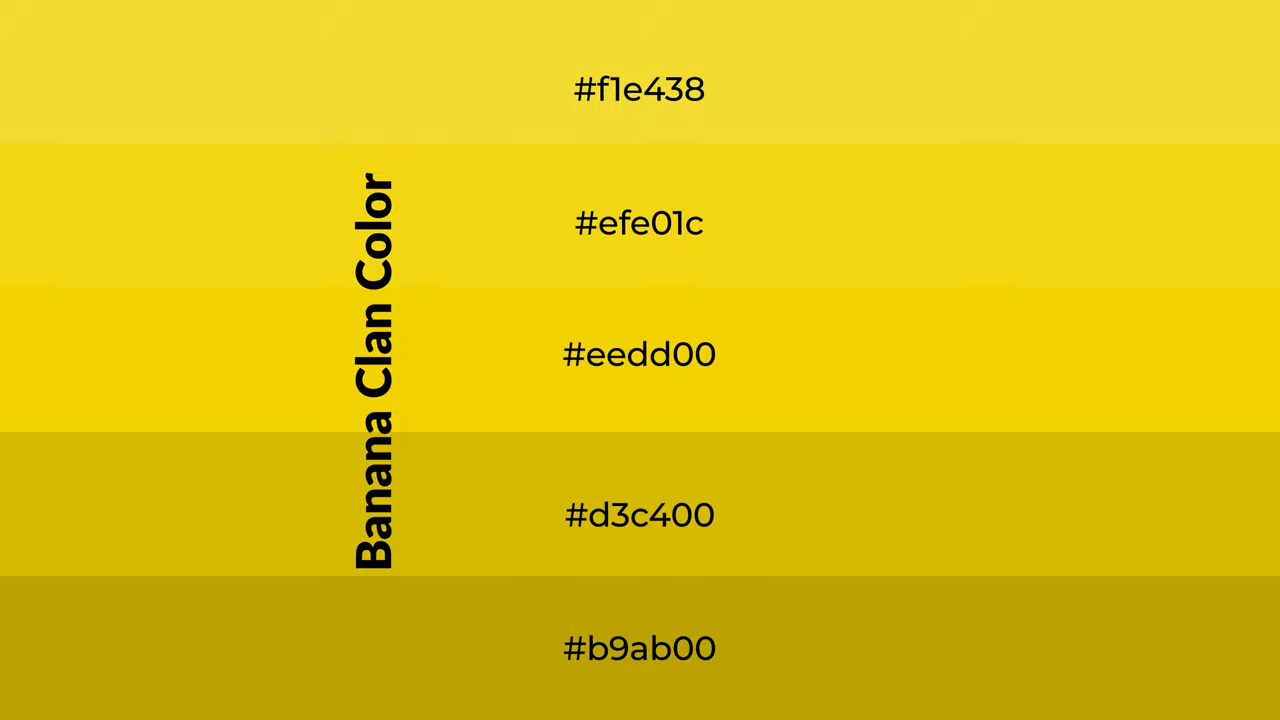 #f1e438
#efe01c
Banana Clan Color
#eedd00
#d3c400
#b9ab00